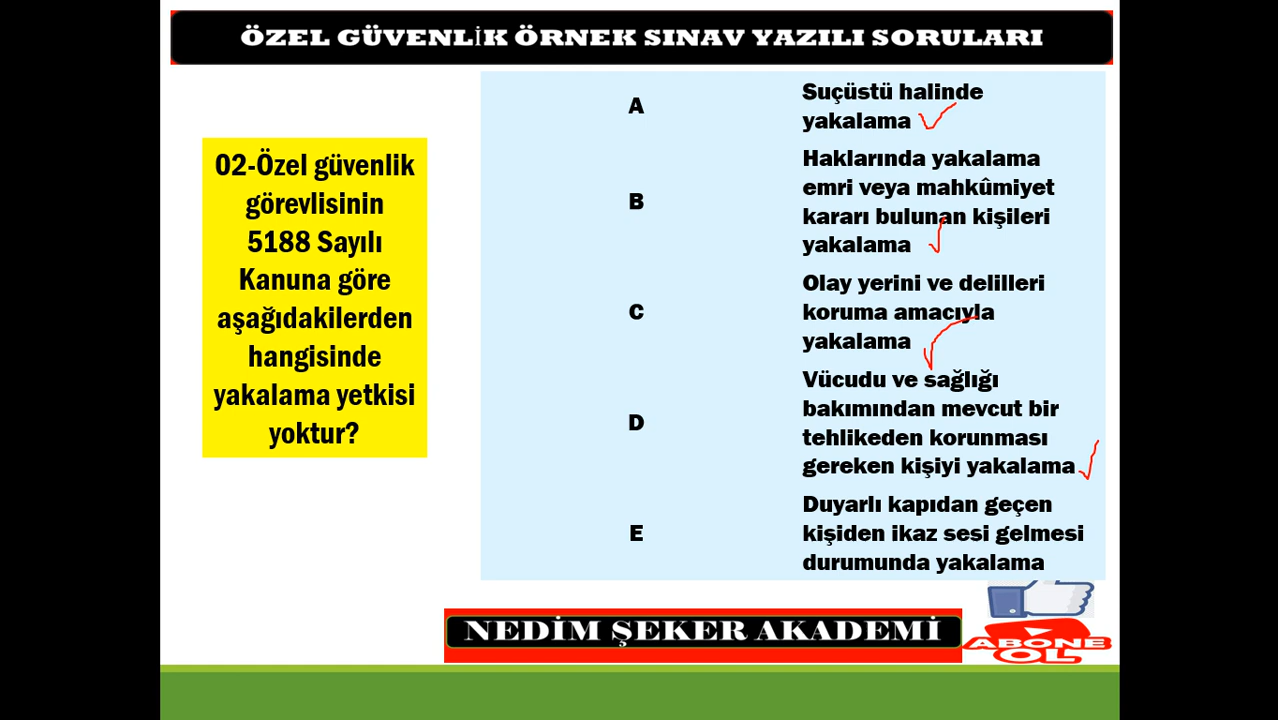 ÖZEL GÜVENLİK ÖRNEK SINAV YAZILI SORULARI
02-Özel güvenlik
görevlisinin
5188 Sayılı
Kanuna göre
aşağıdakilerden
hangisinde
yakalama yetkisi
yoktur?
A
Suçüstü halinde
yakalama
B
Haklarında yakalama
emri veya mahkûmiyet
kararı bulunan kişileri
yakalama
C
Olay yerini ve delilleri
koruma amacıyla
yakalama
D
Vücudu ve sağlığı
bakımından mevcut bir
tehlikeden korunması
gereken kişiyi yakalama
E
Duyarlı kapıdan geçen
kişiden ikaz sesi gelmesi
durumunda yakalama
NEDİM ŞEKER AKADEMİ
ABONE
OL